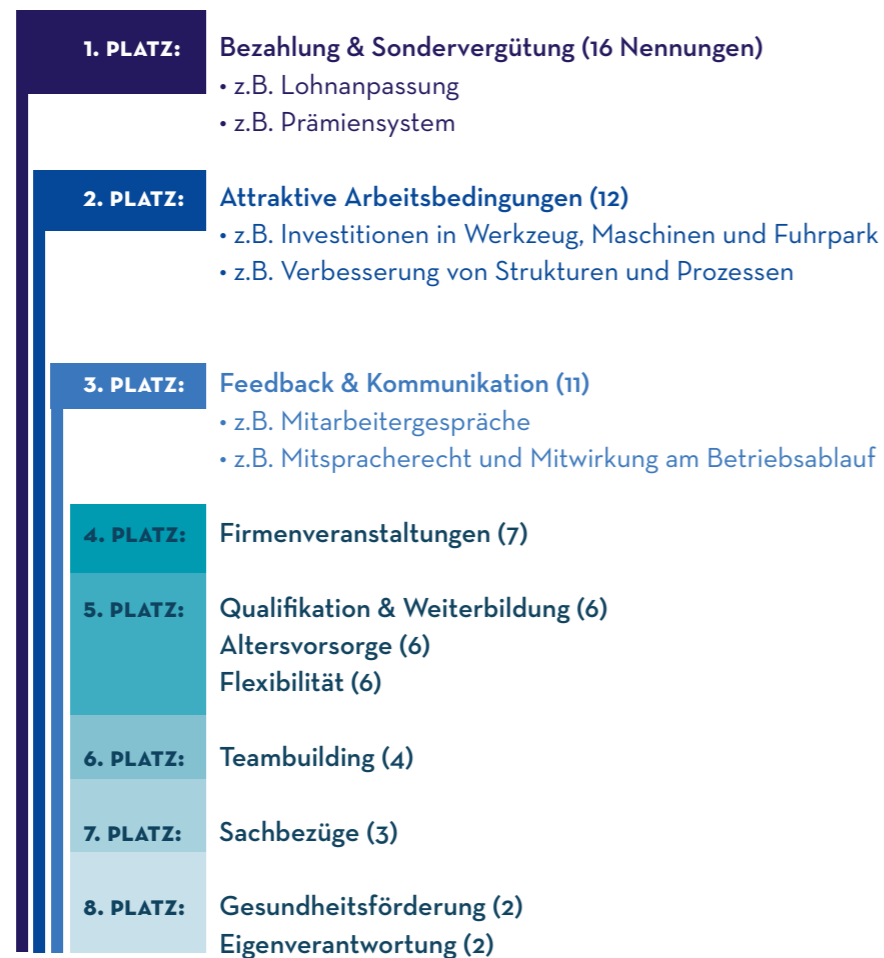 1. PLATZ: Bezahlung & Sondervergütung (16 Nennungen)
• z.B. Lohnanpassung
• z.B. Prämiensystem
2. PLATZ: Attraktive Arbeitsbedingungen (12)
• z.B. Investitionen in Werkzeug, Maschinen und Fuhrpark
• z.B. Verbesserung von Strukturen und Prozessen
3. PLATZ: Feedback & Kommunikation (11)
• z.B. Mitarbeitergespräche
• z.B. Mitspracherecht und Mitwirkung am Betriebsablauf
4. PLATZ: Firmenveranstaltungen (7)
5. PLATZ: Qualifikation & Weiterbildung (6)
Altersvorsorge (6)
Flexibilität (6)
6. PLATZ: Teambuilding (4)
7. PLATZ: Sachbezüge (3)
8. PLATZ: Gesundheitsförderung (2)
Eigenverantwortung (2)